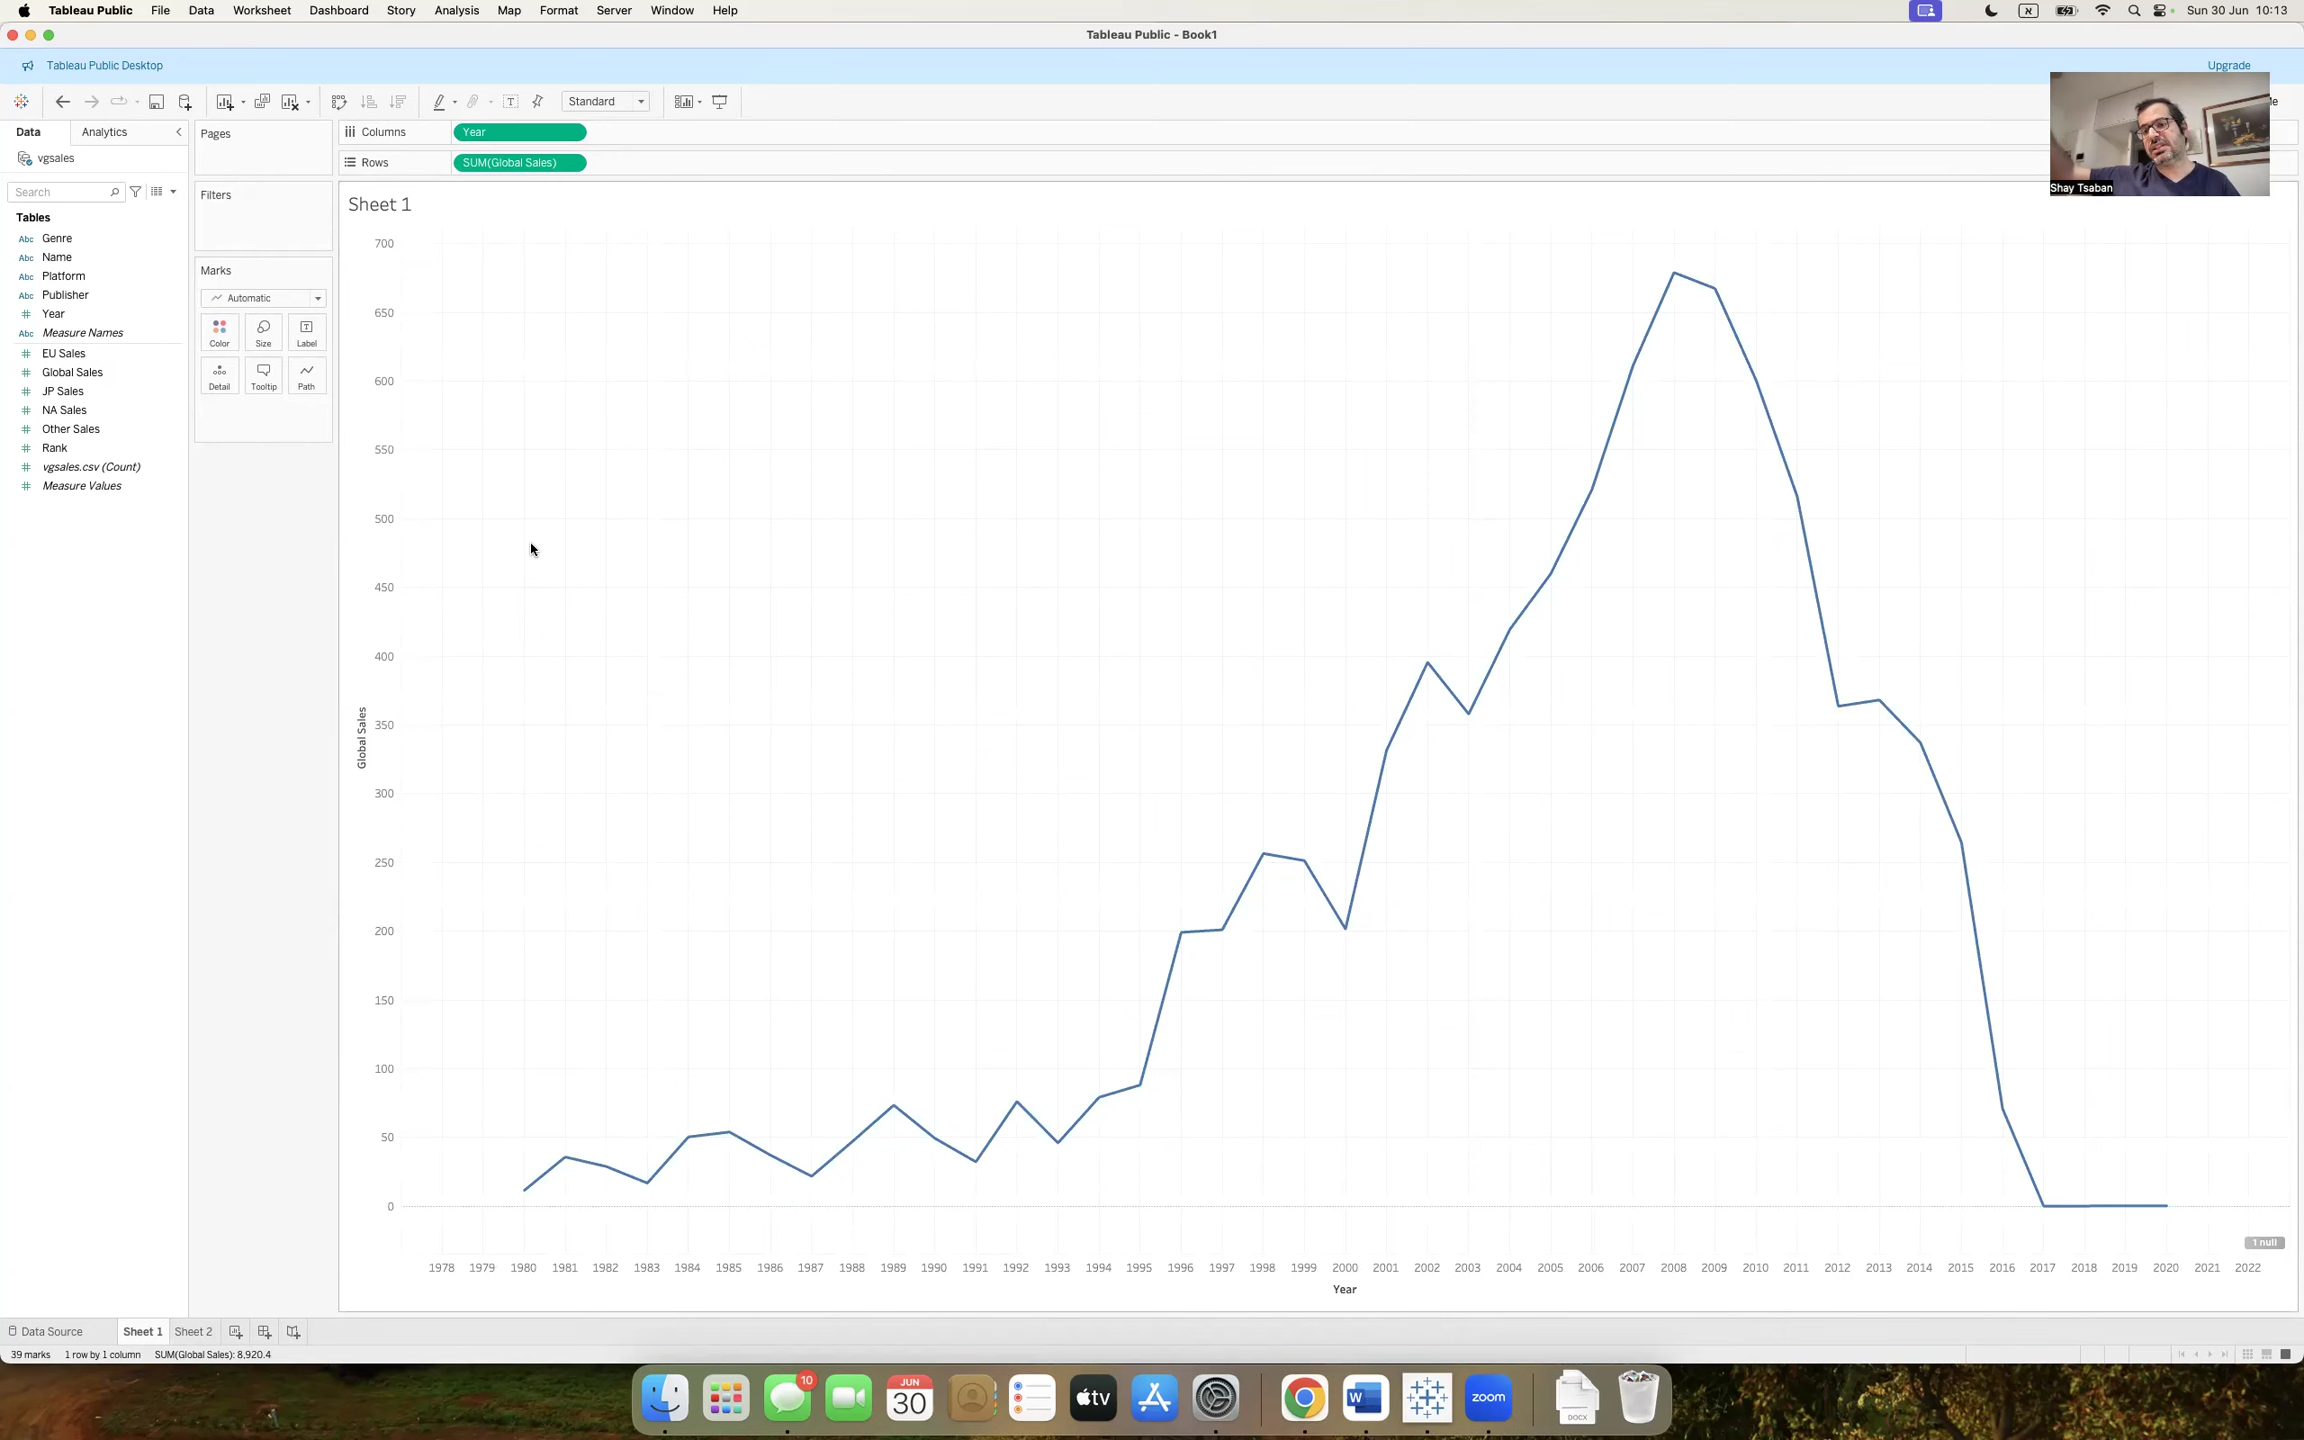 Tableau Public File Data Worksheet Dashboard Story Analysis Map Format Server Window Help Sun 30 Jun 10:13
Tableau Public - Book1
Tableau Public Desktop Upgrade
Standard
Data Analytics
Pages
Columns Year
vgsales
Rows SUM(Global Sales)
Search
Filters
Shay Tsaban
Sheet 1
Tables
Abc Genre
Abc Name
Abc Platform
Abc Publisher
# Year
Abc Measure Names
# EU Sales
# Global Sales
# JP Sales
# NA Sales
# Other Sales
# Rank
# vgsales.csv (Count)
# Measure Values
Marks
Automatic
Color Size Label
Detail Tooltip Path
700
650
600
550
500
450
400
350
300
250
200
150
100
50
0
Global Sales
1 null
1978 1979 1980 1981 1982 1983 1984 1985 1986 1987 1988 1989 1990 1991 1992 1993 1994 1995 1996 1997 1998 1999 2000 2001 2002 2003 2004 2005 2006 2007 2008 2009 2010 2011 2012 2013 2014 2015 2016 2017 2018 2019 2020 2021 2022
Year
Data Source Sheet 1 Sheet 2
39 marks 1 row by 1 column SUM(Global Sales): 8,920.4
10
JUN
30
tv
W
zoom
DOCX